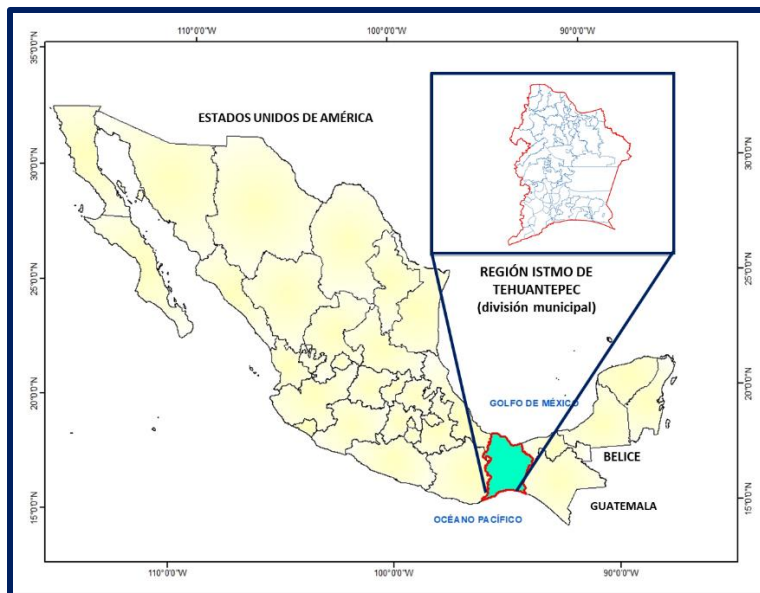 110°0'0"W
100°0'0"W
90°0'0"W
35°0'0"N
ESTADOS UNIDOS DE AMÉRICA
30°0'0"N
30°0'0"N
REGIÓN ISTMO DE
TEHUANTEPEC
(división municipal)
25°0'0"N
25°0'0"N
20°0'0"N
20°0'0"N
GOLFO DE MÉXICO
BELICE
GUATEMALA
15°0'0"N
15°0'0"N
OCÉANO PACÍFICO
110°0'0"W
100°0'0"W
90°0'0"W